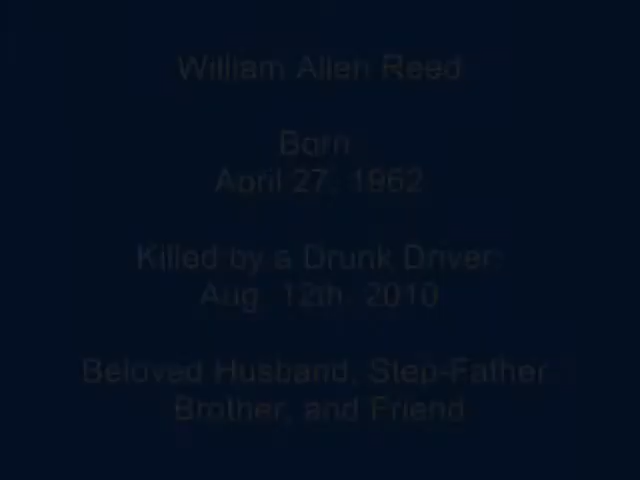 William Allen Reed
Born:
April 27, 1962
Killed by a Drunk Driver:
Aug. 12th, 2010
Beloved Husband, Step-Father,
Brother, and Friend